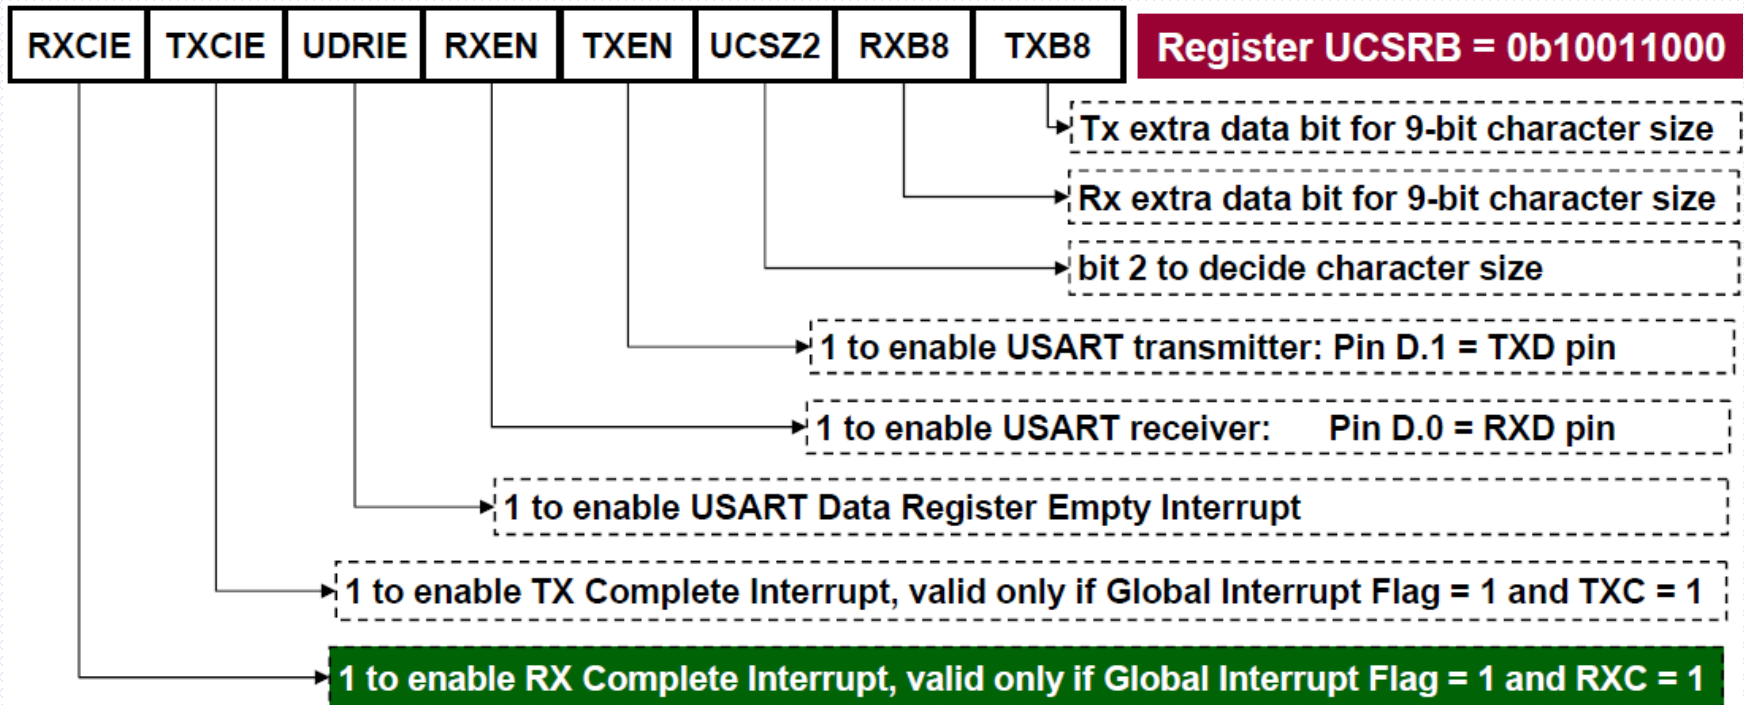 RXCIE TXCIE UDRIE RXEN TXEN UCSZ2 RXB8 TXB8 Register UCSRB = 0b10011000
Tx extra data bit for 9-bit character size
Rx extra data bit for 9-bit character size
bit 2 to decide character size
1 to enable USART transmitter: Pin D.1 = TXD pin
1 to enable USART receiver: Pin D.0 = RXD pin
1 to enable USART Data Register Empty Interrupt
1 to enable TX Complete Interrupt, valid only if Global Interrupt Flag = 1 and TXC = 1
1 to enable RX Complete Interrupt, valid only if Global Interrupt Flag = 1 and RXC = 1